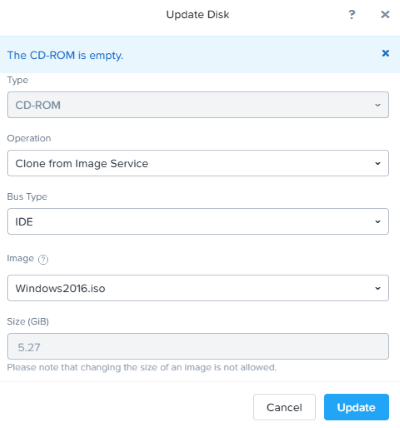 Update Disk ? ×
The CD-ROM is empty. ×
Type
CD-ROM
Operation
Clone from Image Service
Bus Type
IDE
Image ?
Windows2016.iso
Size (GiB)
5.27
Please note that changing the size of an image is not allowed.
Cancel Update